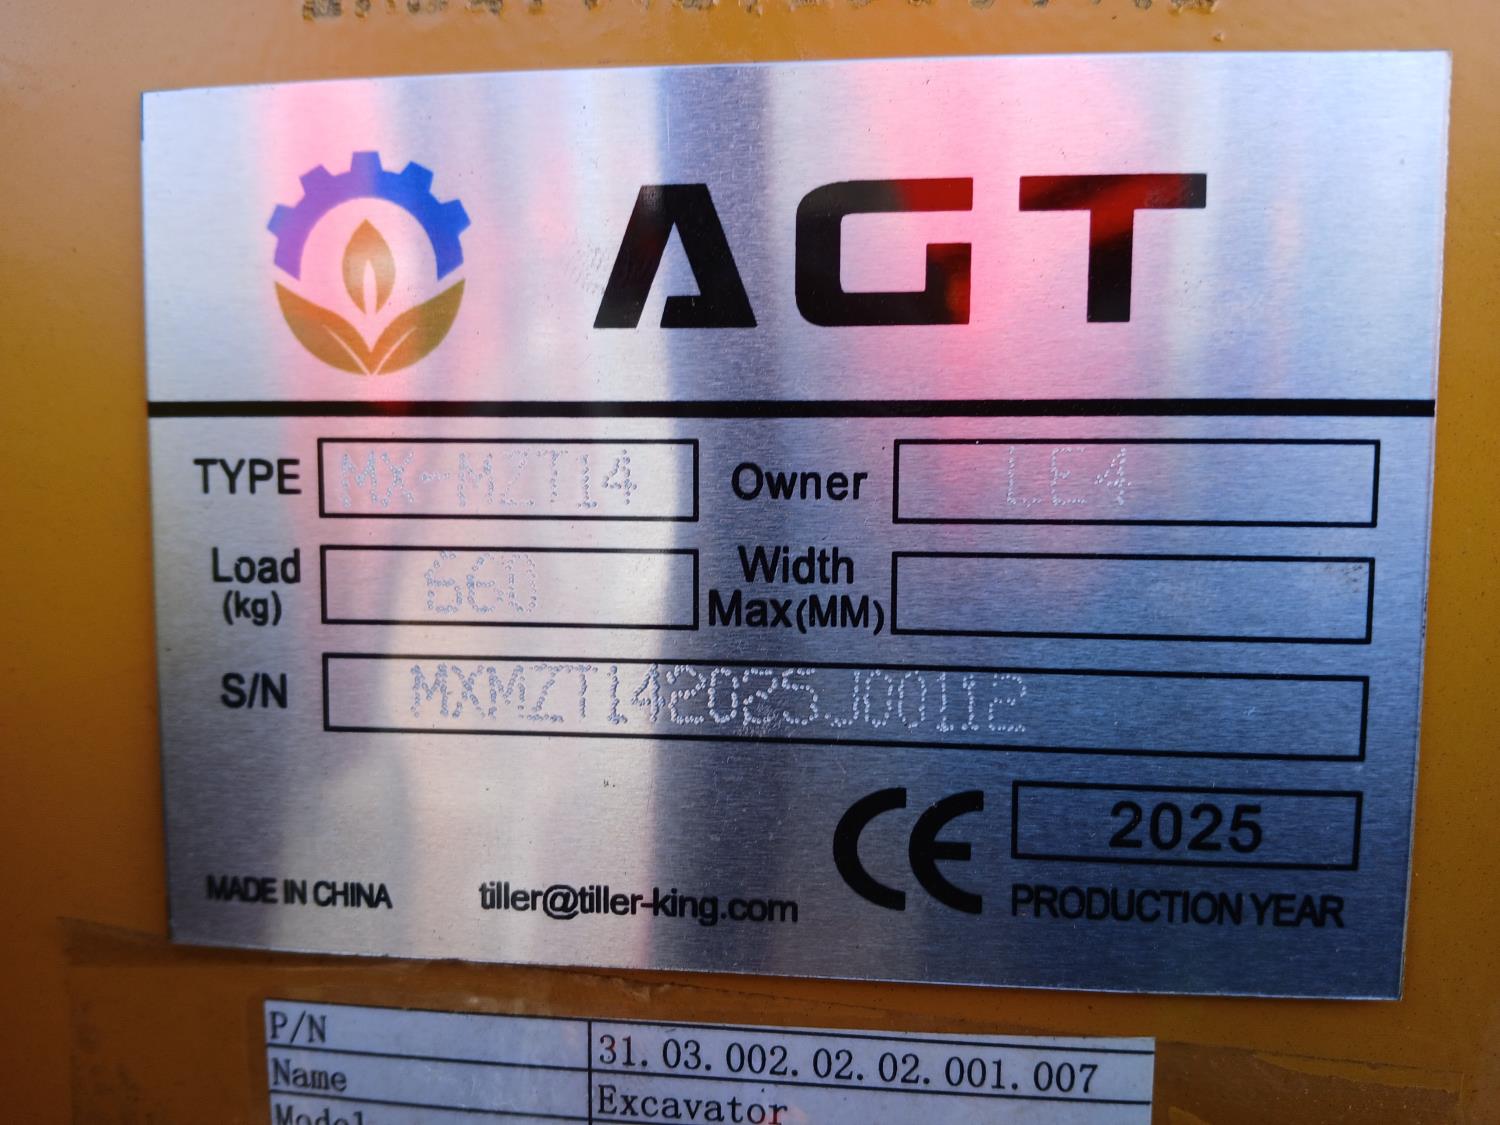 AGT
TYPE MX-MZT14 Owner LE4
Load (kg) Width Max(MM)
S/N MXMZT142025J00112
CE 2025
MADE IN CHINA tiller@tiller-king.com PRODUCTION YEAR
P/N 31.03.002.02.02.001.007
Name Excavator
Model